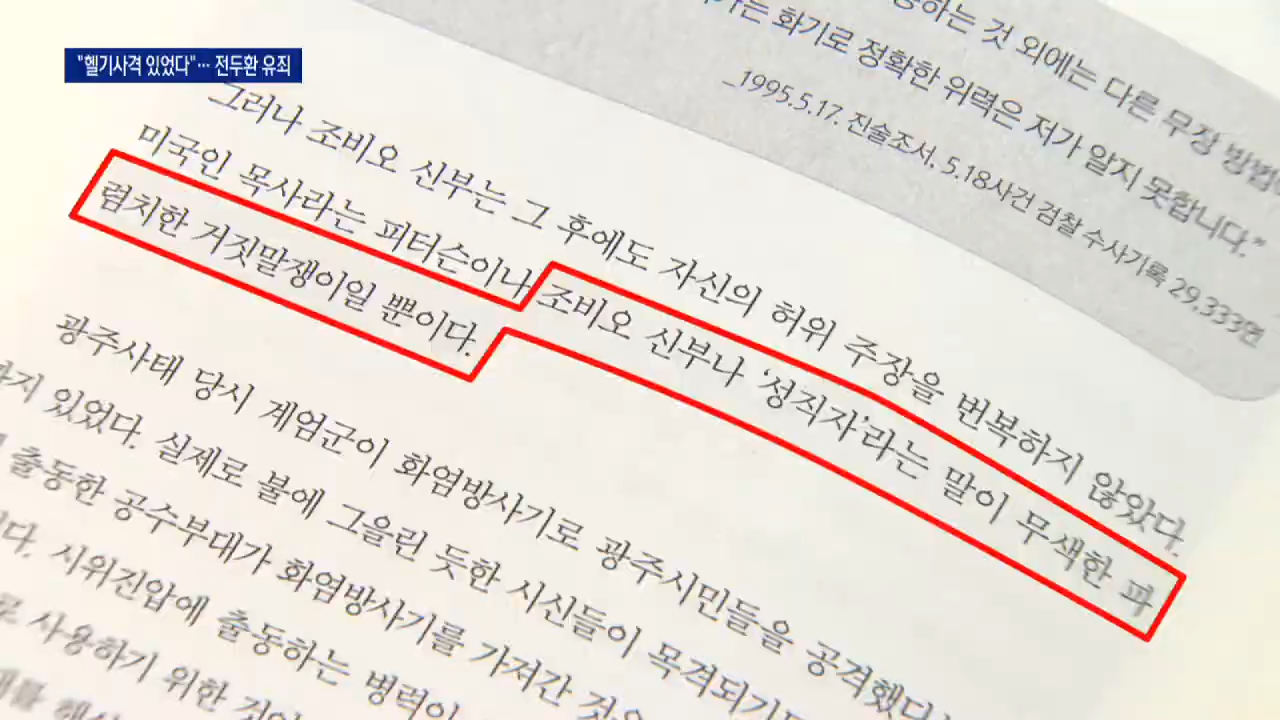 "헬기사격 있었다"… 전두환 유죄
하는 것 외에는 다른 무장 방법
는 화기로 정확한 위력은 저가 알지 못합니다."
_1995.5.17. 진술조서, 5.18사건 검찰 수사기록 29,333면
그러나 조비오 신부는 그 후에도 자신의 허위 주장을 번복하지 않았다.
미국인 목사라는 피터슨이나 조비오 신부나 '성직자'라는 말이 무색한 파
렴치한 거짓말쟁이일 뿐이다.
광주사태 당시 계엄군이 화염방사기로 광주시민들을 공격했다
까지 있었다. 실제로 불에 그을린 듯한 시신들이 목격되기
출동한 공수부대가 화염방사기를 가져간 것
다. 시위진압에 출동하는 병력이
로 사용하기 위한 것